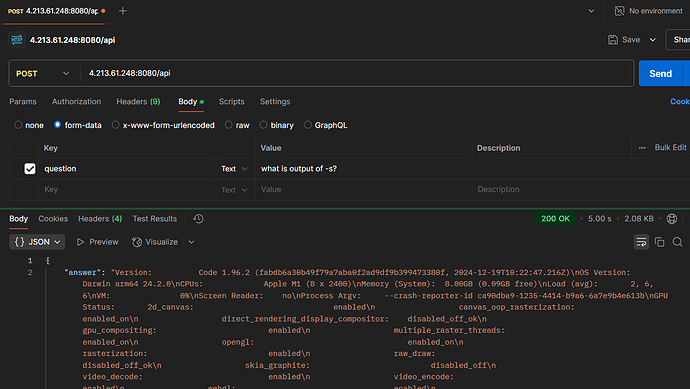 POST 4.213.61.248:8080/ap
No environment
HTTP 4.213.61.248:8080/api
Save
Shar
POST 4.213.61.248:8080/api
Send
Params Authorization Headers (9) Body Scripts Settings
Cook
none form-data x-www-form-urlencoded raw binary GraphQL
Key Value Description Bulk Edit
question Text what is output of -s?
Key Text Value Description
Body Cookies Headers (4) Test Results
200 OK 5.00 s 2.08 KB
{ } JSON Preview Visualize
1 {
2 "answer": "Version: Code 1.96.2 (fabdb6a30b49f79a7aba0f2ad9df9b399473380f, 2024-12-19T10:22:47.216Z)\nOS Version:
Darwin arm64 24.2.0\nCPUs: Apple M1 (8 x 2400)\nMemory (System): 8.00GB (0.09GB free)\nLoad (avg): 2, 6,
6\nVM: 0%\nScreen Reader: no\nProcess Argv: --crash-reporter-id ca90dba9-1235-4414-b9a6-6a7e9b4e613b\nGPU
Status: 2d_canvas: enabled\n canvas_oop_rasterization:
enabled_on\n direct_rendering_display_compositor: disabled_off_ok\n
gpu_compositing: enabled\n multiple_raster_threads:
enabled_on\n opengl: enabled_on\n
rasterization: enabled\n raw_draw:
disabled_off_ok\n skia_graphite: disabled_off\n
video_decode: enabled\n video_encode:
enabled\n webgl: enabled\n